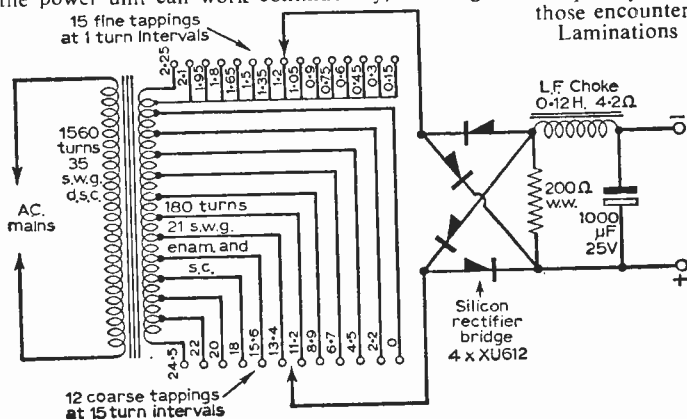 the power unit can work continuously,
those encounter
15 fine tappings
at 1 turn intervals
Laminations
2·25
2·1
1·95
1·8
1·65
1·5
1·35
1·2
1·05
0·9
0·75
0·6
0·45
0·3
0·15
L.F. Choke
0·12H. 4·2Ω
−
1560
turns
35
s.w.g.
d.s.c.
A.C.
mains
180 turns
21 s.w.g.
enam. and
s.c.
200Ω
w.w.
1000
μF
25V
+
Silicon
rectifier
bridge
4 x XU612
24·5
22
20
18
15·6
13·4
11·2
8·9
6·7
4·5
2·2
0
12 coarse tappings
at 15 turn intervals